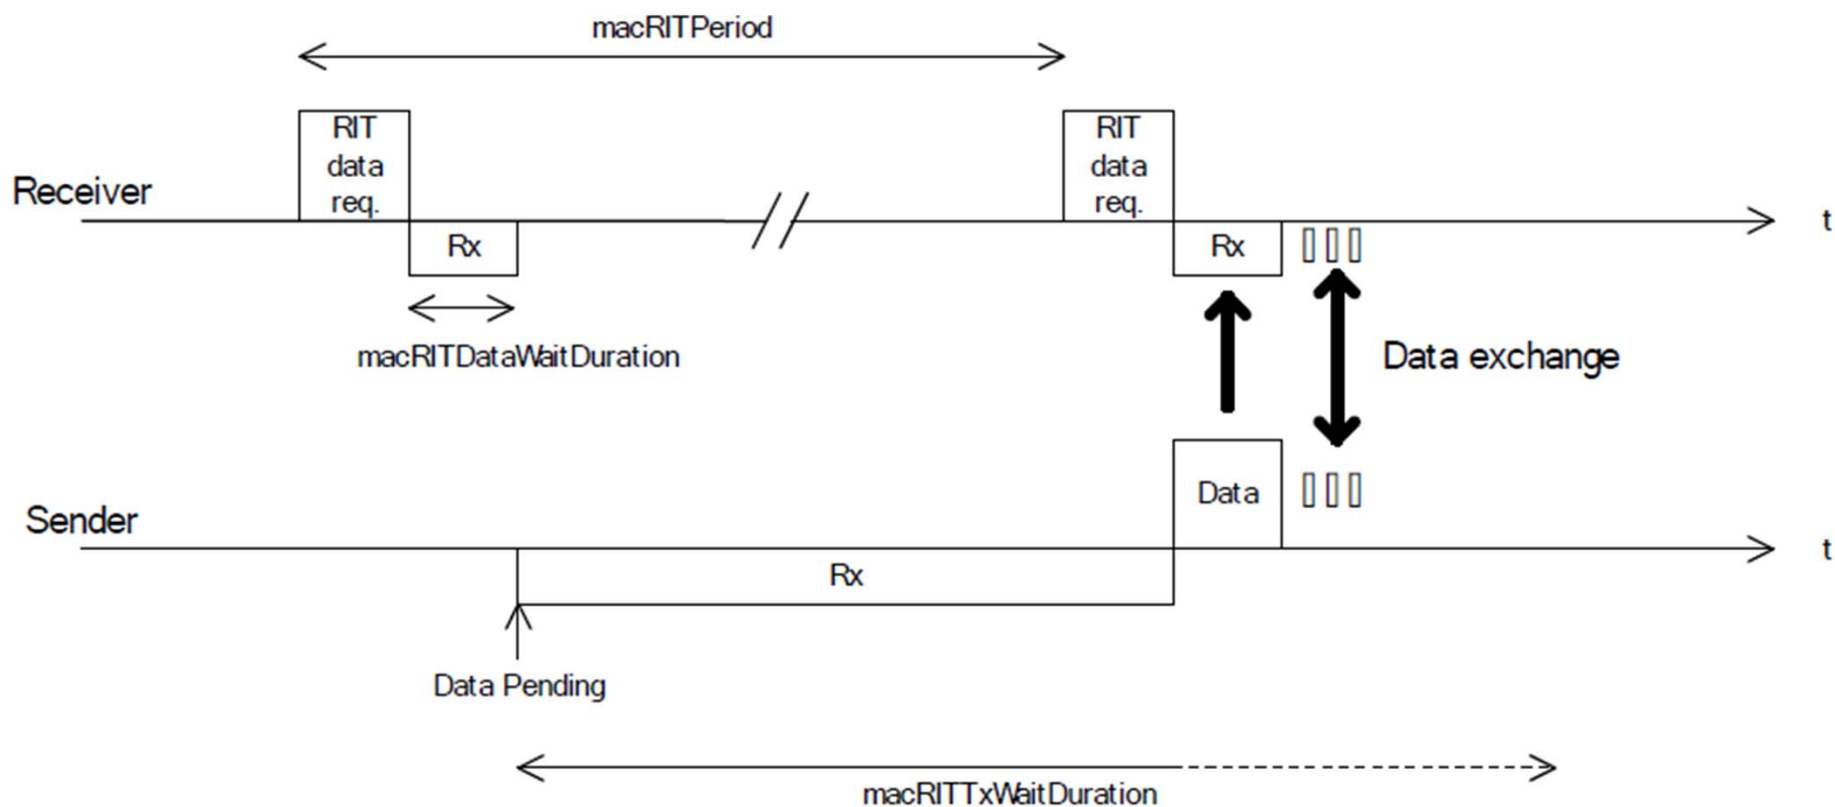 macRITPeriod
RIT
data
req.
RIT
data
req.
Receiver
t
Rx
Rx
macRITDataWaitDuration
Data exchange
Data
Sender
t
Rx
Data Pending
macRITTxWaitDuration